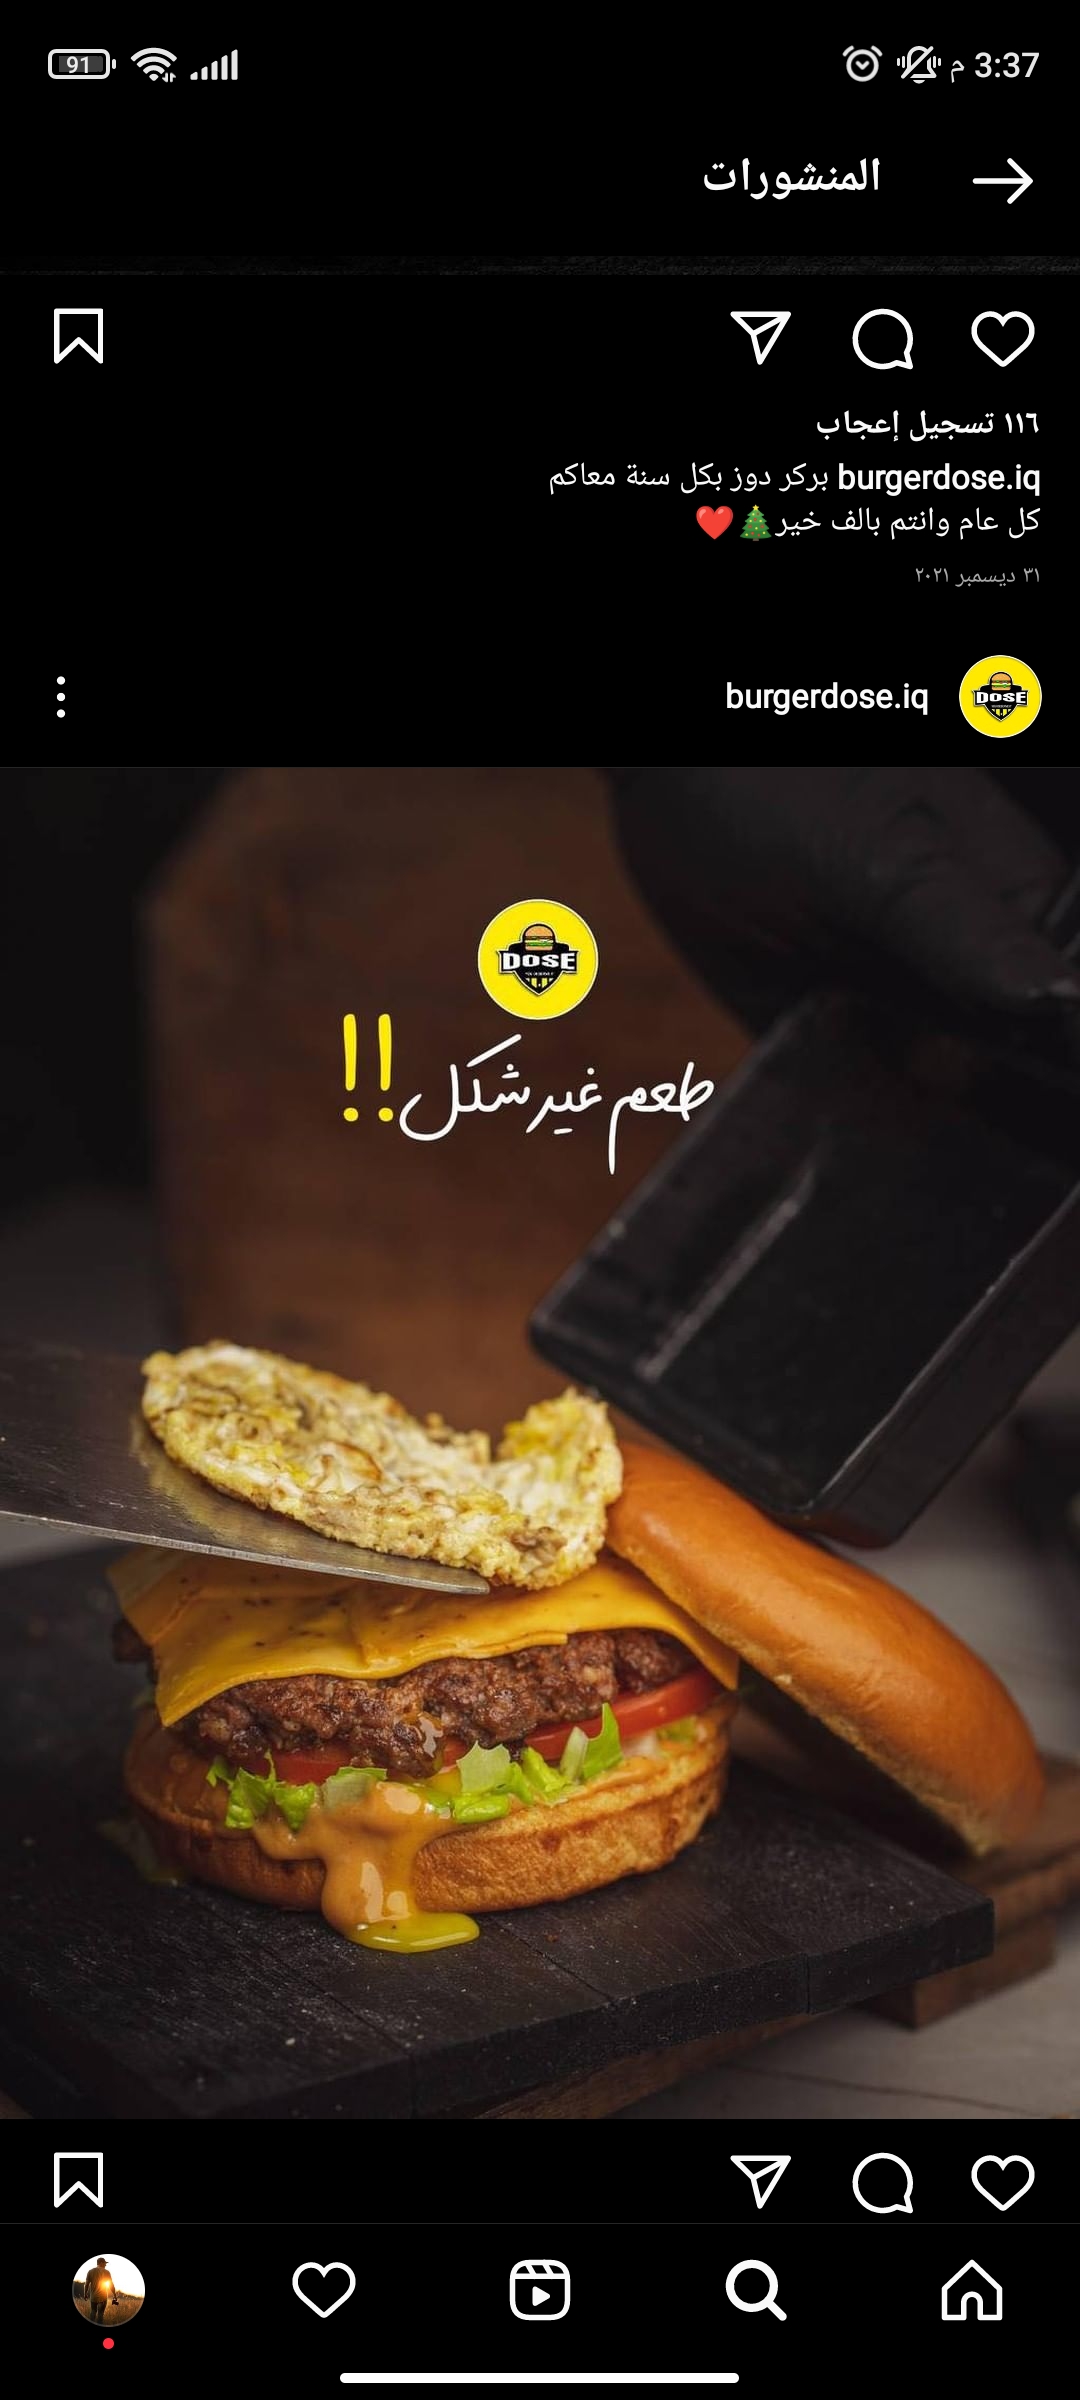 91
3:37 م
المنشورات
١١٦ تسجيل إعجاب
burgerdose.iq بركر دوز بكل سنة معاكم
كل عام وانتم بالف خير🎄❤️
٣١ ديسمبر ٢٠٢١
DOSE
burgerdose.iq
DOSE
طعم غير شكل!!